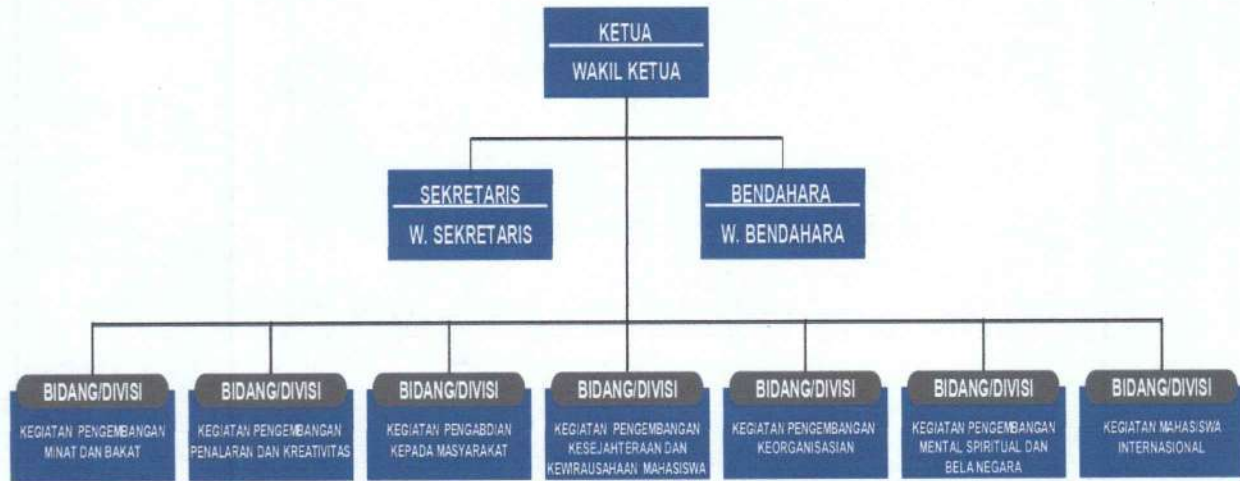 KETUA
WAKIL KETUA
SEKRETARIS
W. SEKRETARIS
BENDAHARA
W. BENDAHARA
BIDANG/DIVISI
KEGIATAN PENGEMBANGAN
MINAT DAN BAKAT
BIDANG/DIVISI
KEGIATAN PENGEMBANGAN
PENALARAN DAN KREATIVITAS
BIDANG/DIVISI
KEGIATAN PENGABDIAN
KEPADA MASYARAKAT
BIDANG/DIVISI
KEGIATAN PENGEMBANGAN
KESEJAHTERAAN DAN
KEWIRAUSAHAAN MAHASISWA
BIDANG/DIVISI
KEGIATAN PENGEMBANGAN
KEORGANISASIAN
BIDANG/DIVISI
KEGIATAN PENGEMBANGAN
MENTAL SPIRITUAL DAN
BELA NEGARA
BIDANG/DIVISI
KEGIATAN MAHASISWA
INTERNASIONAL